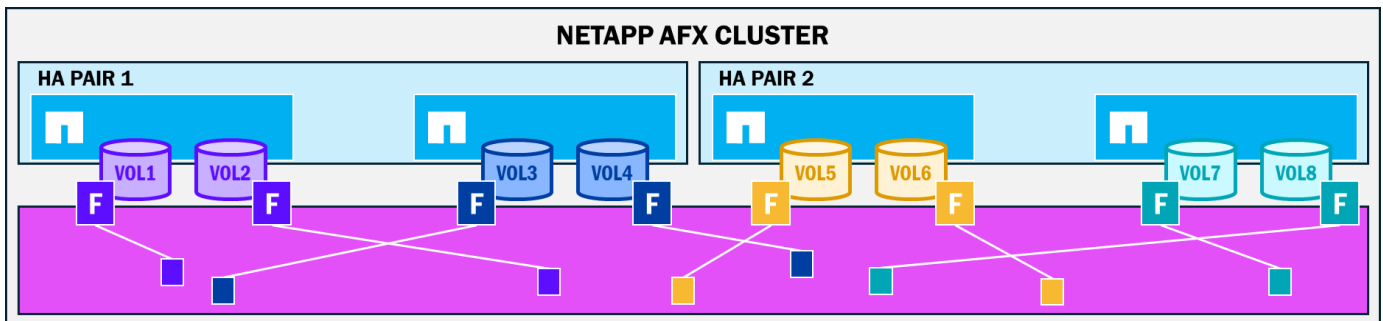 NETAPP AFX CLUSTER
HA PAIR 1
HA PAIR 2
VOL1 VOL2 VOL3 VOL4 VOL5 VOL6 VOL7 VOL8
F F F F F F F F